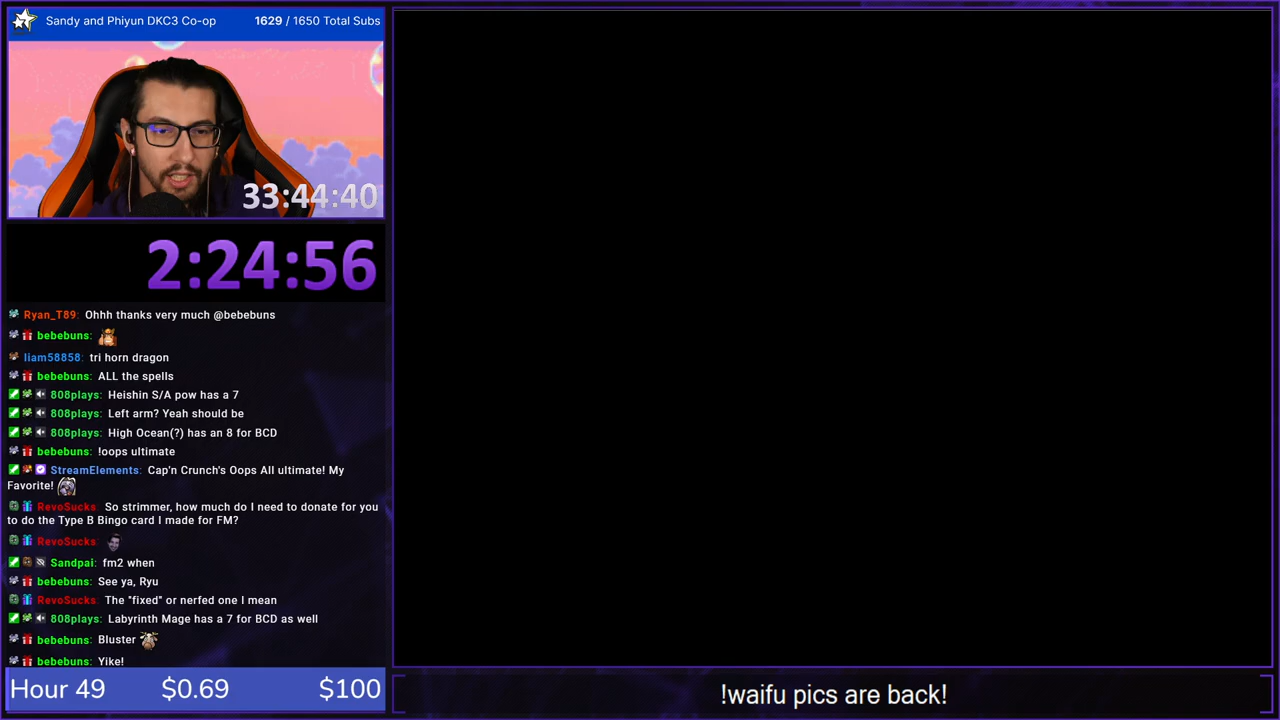 Sandy and Phiyun DKC3 Co-op 1629 / 1650 Total Subs
33:44:40
2:24:56
Ryan_T89: Ohhh thanks very much @bebebuns
bebebuns:
liam58858: tri horn dragon
bebebuns: ALL the spells
808plays: Heishin S/A pow has a 7
808plays: Left arm? Yeah should be
808plays: High Ocean(?) has an 8 for BCD
bebebuns: !oops ultimate
StreamElements: Cap'n Crunch's Oops All ultimate! My
Favorite!
RevoSucks: So strimmer, how much do I need to donate for you
to do the Type B Bingo card I made for FM?
RevoSucks:
Sandpai: fm2 when
bebebuns: See ya, Ryu
RevoSucks: The "fixed" or nerfed one I mean
808plays: Labyrinth Mage has a 7 for BCD as well
bebebuns: Bluster
bebebuns: Yike!
Hour 49 $0.69 $100
!waifu pics are back!